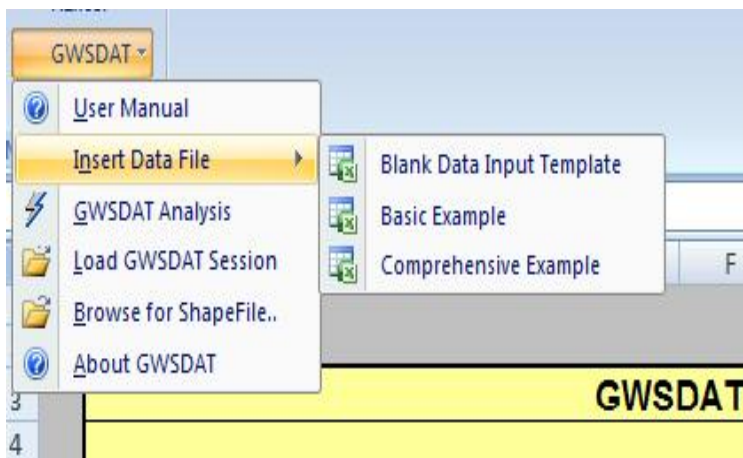 GWSDAT
User Manual
Insert Data File
Blank Data Input Template
GWSDAT Analysis
Basic Example
Load GWSDAT Session
Comprehensive Example
F
Browse for ShapeFile..
About GWSDAT
3
GWSDAT
4